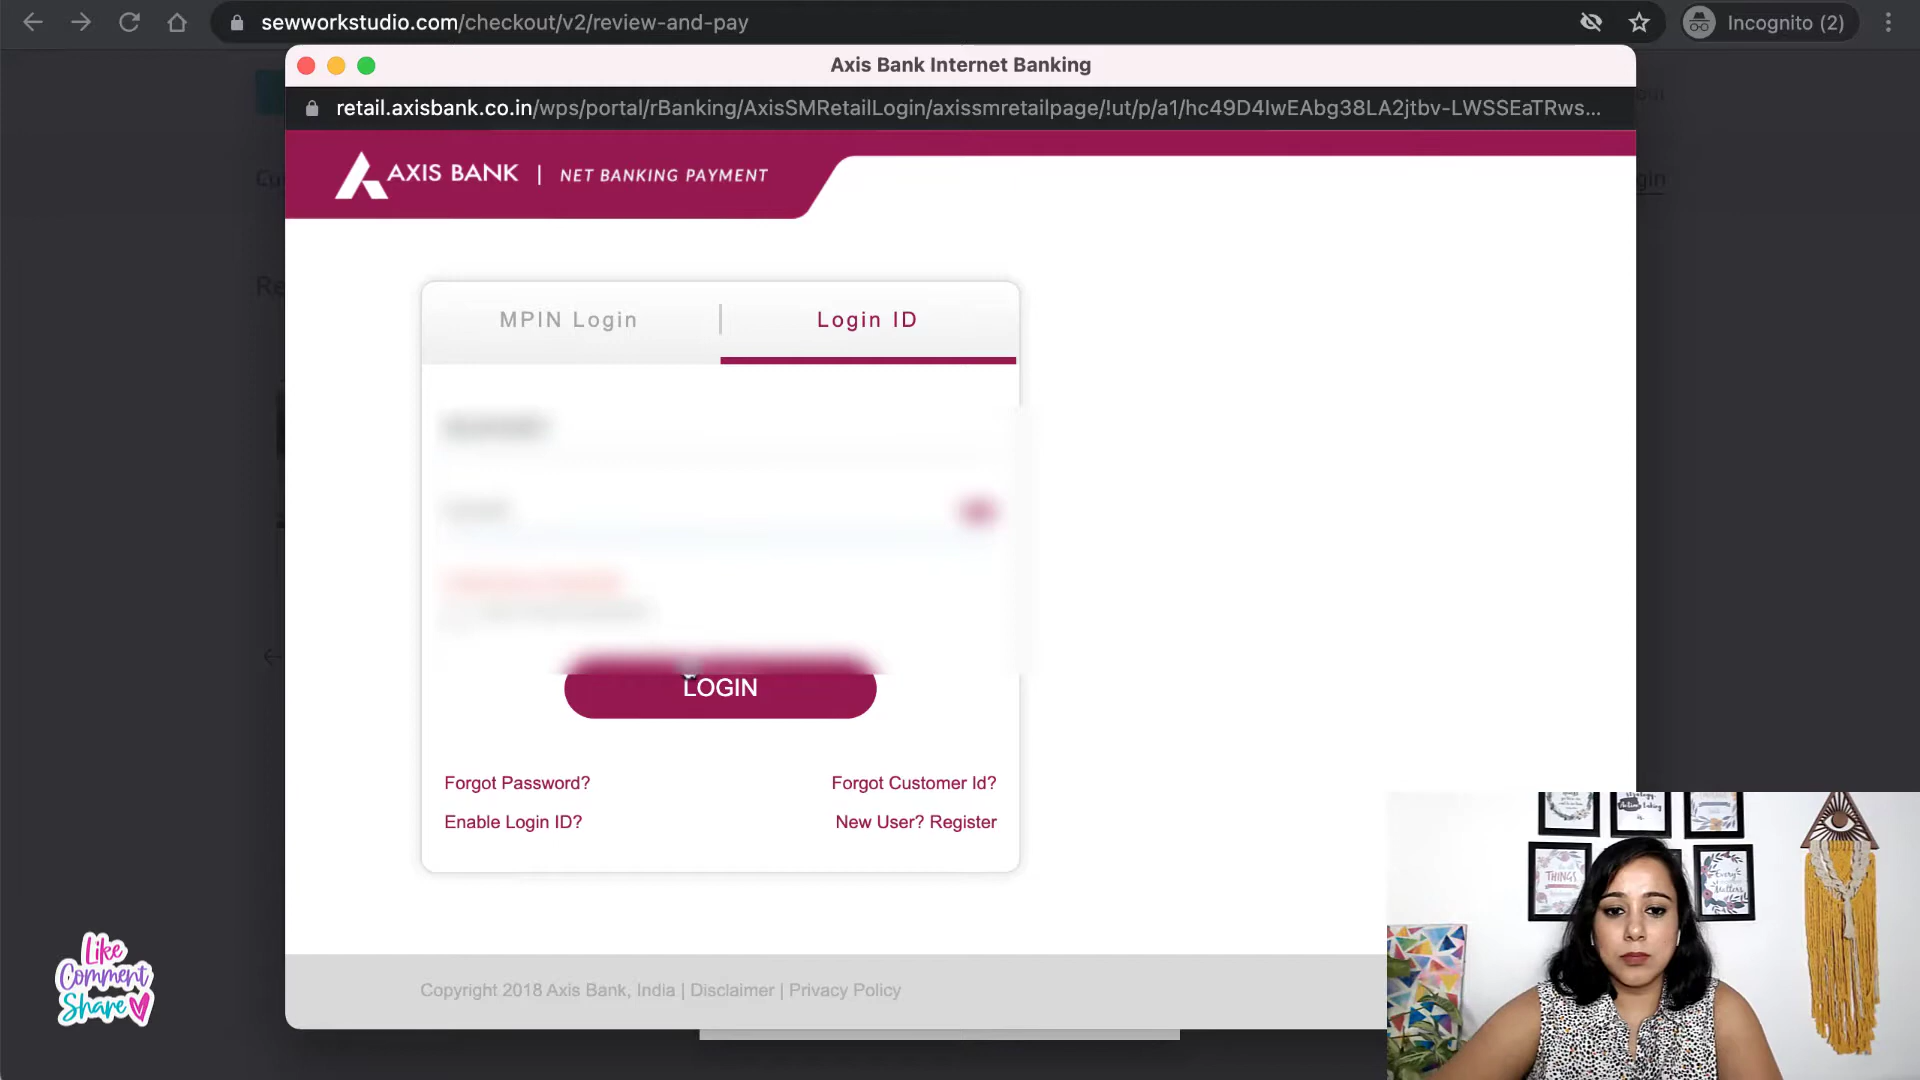 sewworkstudio.com/checkout/v2/review-and-pay
Incognito (2)
Axis Bank Internet Banking
retail.axisbank.co.in/wps/portal/rBanking/AxisSMRetailLogin/axissmretailpage/!ut/p/a1/hc49D4IwEAbg38LA2jtbv-LWSSEaTRws...
AXIS BANK | NET BANKING PAYMENT
MPIN Login
Login ID
LOGIN
Forgot Password?
Forgot Customer Id?
Enable Login ID?
New User? Register
Copyright 2018 Axis Bank, India | Disclaimer | Privacy Policy
Like
Comment
Share
THINGS
Every
Matters